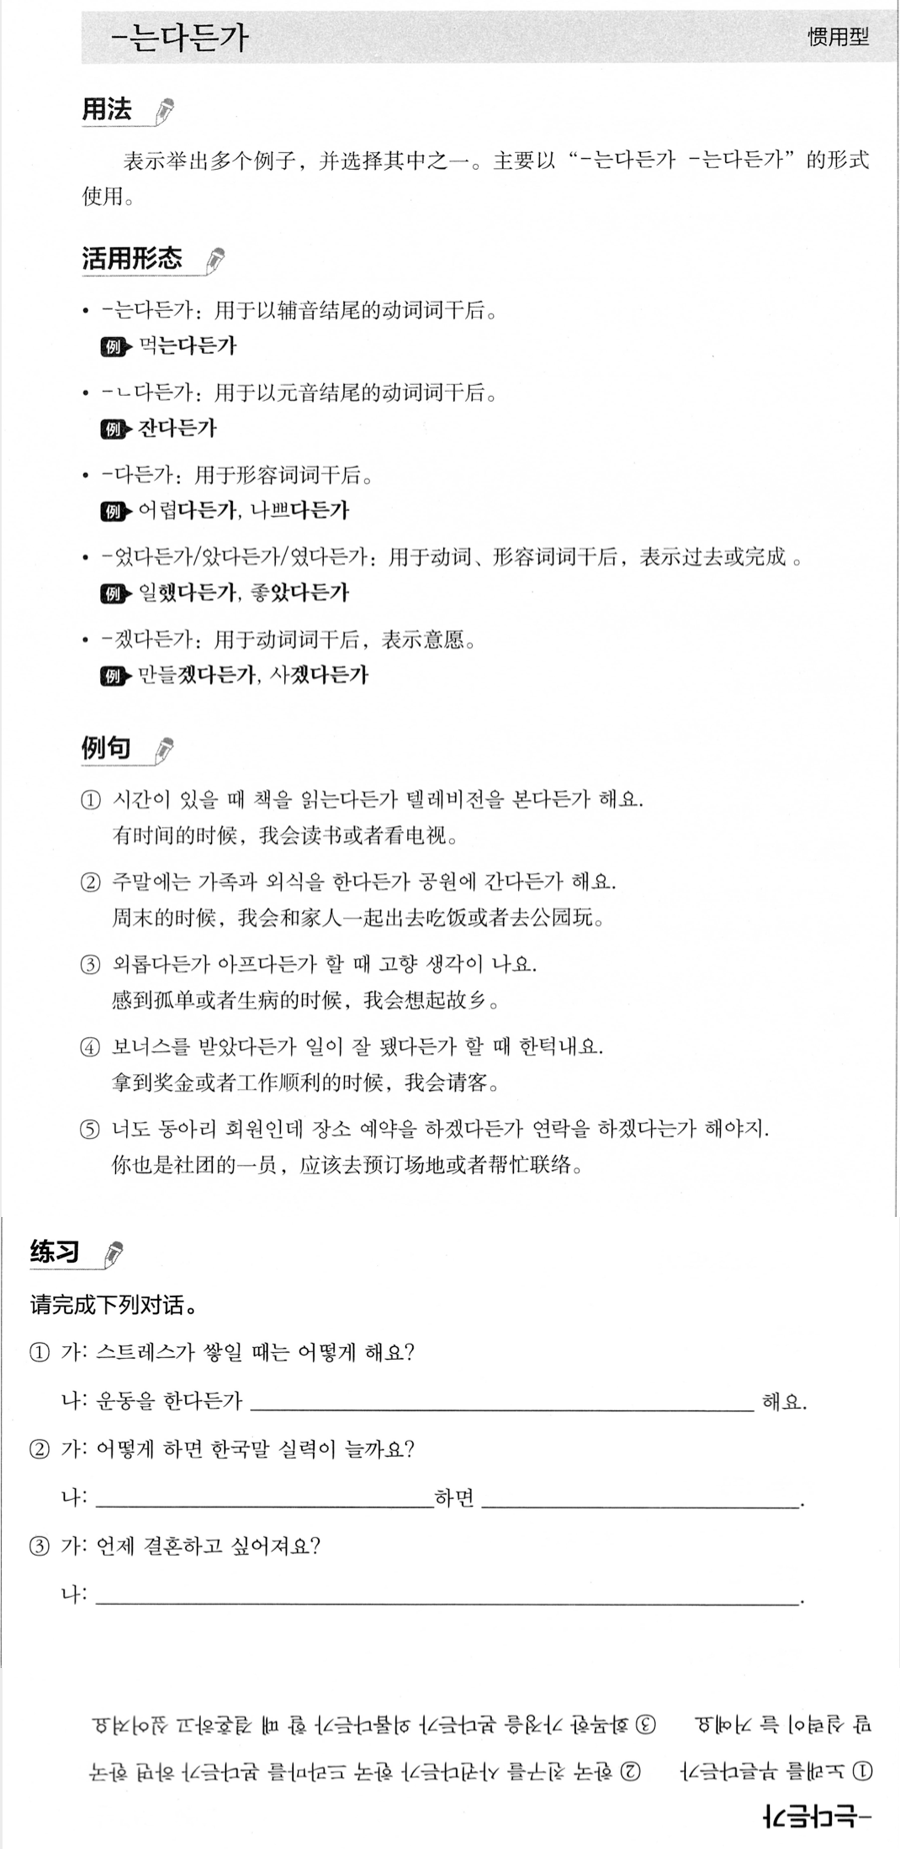 -는다든가 惯用型
用法
表示举出多个例子，并选择其中之一。主要以“-는다든가 -는다든가”的形式
使用。
活用形态
• -는다든가：用于以辅音结尾的动词词干后。
例 먹는다든가
• -ㄴ다든가：用于以元音结尾的动词词干后。
例 잔다든가
• -다든가：用于形容词词干后。
例 어렵다든가, 나쁘다든가
• -었다든가/았다든가/였다든가：用于动词、形容词词干后，表示过去或完成 。
例 일했다든가, 좋았다든가
• -겠다든가：用于动词词干后，表示意愿。
例 만들겠다든가, 사겠다든가
例句
① 시간이 있을 때 책을 읽는다든가 텔레비전을 본다든가 해요.
有时间的时候，我会读书或者看电视。
② 주말에는 가족과 외식을 한다든가 공원에 간다든가 해요.
周末的时候，我会和家人一起出去吃饭或者去公园玩。
③ 외롭다든가 아프다든가 할 때 고향 생각이 나요.
感到孤单或者生病的时候，我会想起故乡。
④ 보너스를 받았다든가 일이 잘 됐다든가 할 때 한턱내요.
拿到奖金或者工作顺利的时候，我会请客。
⑤ 너도 동아리 회원인데 장소 예약을 하겠다든가 연락을 하겠다는가 해야지.
你也是社团的一员，应该去预订场地或者帮忙联络。
练习
请完成下列对话。
① 가: 스트레스가 쌓일 때는 어떻게 해요?
나: 운동을 한다든가 ______ 해요.
② 가: 어떻게 하면 한국말 실력이 늘까요?
나: ______하면 ______.
③ 가: 언제 결혼하고 싶어져요?
나: ______.
-는다든가
① 노래를 부른다든가 ② 한국 친구를 사귄다든가 한국 드라마를 본다든가 하면 한국
말 실력이 늘 거예요 ③ 화목한 가정을 본다든가 외롭다든가 할 때 결혼하고 싶어져요